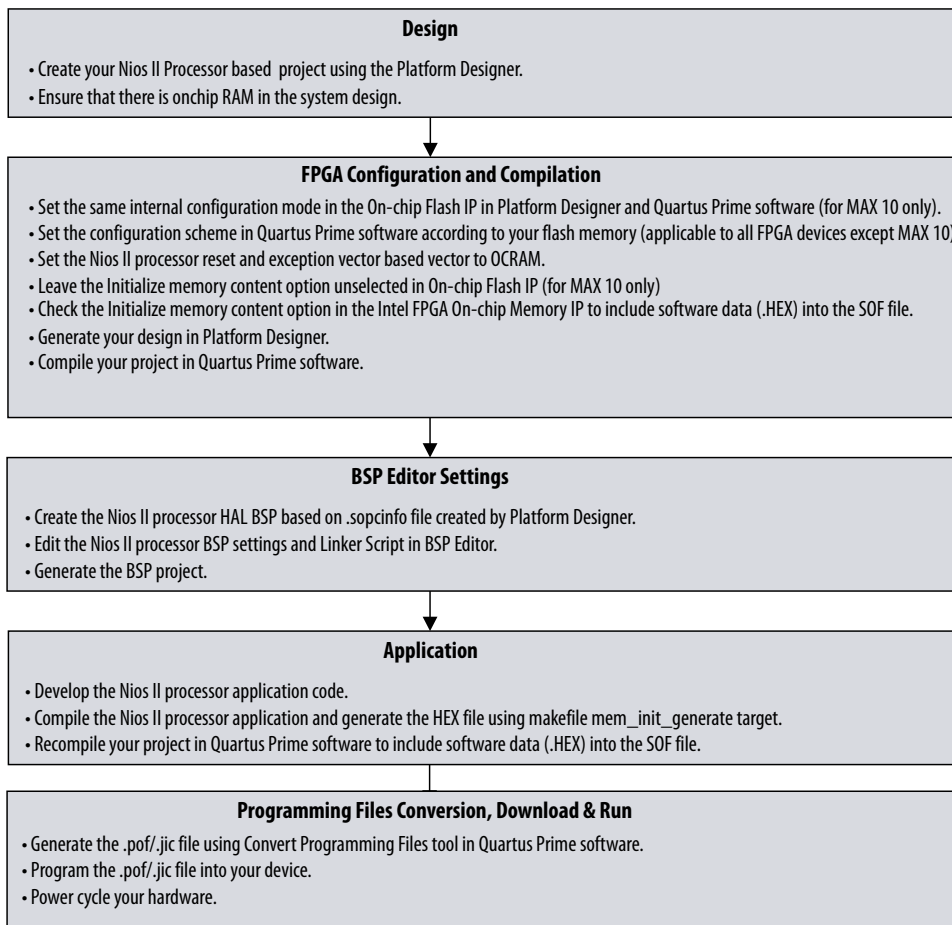 Design
• Create your Nios II Processor based project using the Platform Designer.
• Ensure that there is onchip RAM in the system design.
FPGA Configuration and Compilation
• Set the same internal configuration mode in the On-chip Flash IP in Platform Designer and Quartus Prime software (for MAX 10 only).
• Set the configuration scheme in Quartus Prime software according to your flash memory (applicable to all FPGA devices except MAX 10)
• Set the Nios II processor reset and exception vector based vector to OCRAM.
• Leave the Initialize memory content option unselected in On-chip Flash IP (for MAX 10 only)
• Check the Initialize memory content option in the Intel FPGA On-chip Memory IP to include software data (.HEX) into the SOF file.
• Generate your design in Platform Designer.
• Compile your project in Quartus Prime software.
BSP Editor Settings
• Create the Nios II processor HAL BSP based on .sopcinfo file created by Platform Designer.
• Edit the Nios II processor BSP settings and Linker Script in BSP Editor.
• Generate the BSP project.
Application
• Develop the Nios II processor application code.
• Compile the Nios II processor application and generate the HEX file using makefile mem_init_generate target.
• Recompile your project in Quartus Prime software to include software data (.HEX) into the SOF file.
Programming Files Conversion, Download & Run
• Generate the .pof/.jic file using Convert Programming Files tool in Quartus Prime software.
• Program the .pof/.jic file into your device.
• Power cycle your hardware.